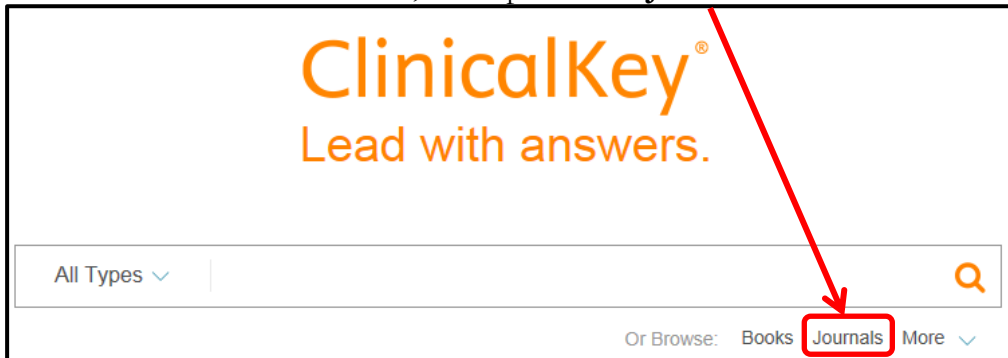 ClinicalKey®
Lead with answers.
All Types
Or Browse: Books Journals More